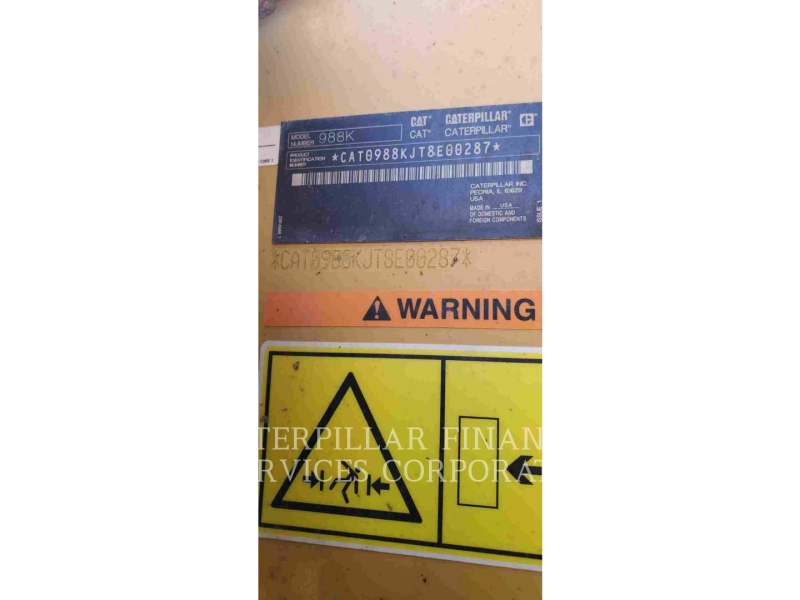 MODEL NUMBER 988K
CAT CATERPILLAR C
CAT® CATERPILLAR®
PRODUCT IDENTIFICATION NUMBER *CAT0988KJT8E00287*
CATERPILLAR INC.
PEORIA, IL 61629
USA
MADE IN USA
OF DOMESTIC AND
FOREIGN COMPONENTS
*CAT0988KJT8E00287*
WARNING
TERPILLAR FINAN
RVICES CORPORAT